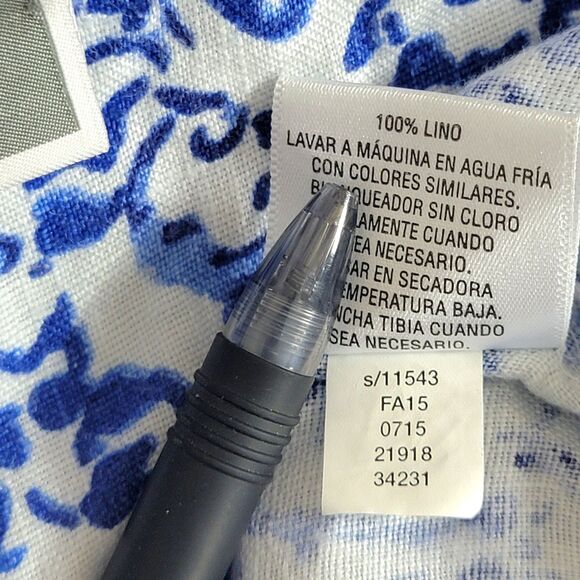 100% LINO
LAVAR A MÁQUINA EN AGUA FRÍA
CON COLORES SIMILARES.
SIN CLORO
CUANDO
NECESARIO.
EN SECADORA
BAJA.
TIBIA CUANDO
SEA NECESARIO.
s/11543
FA15
0715
21918
34231